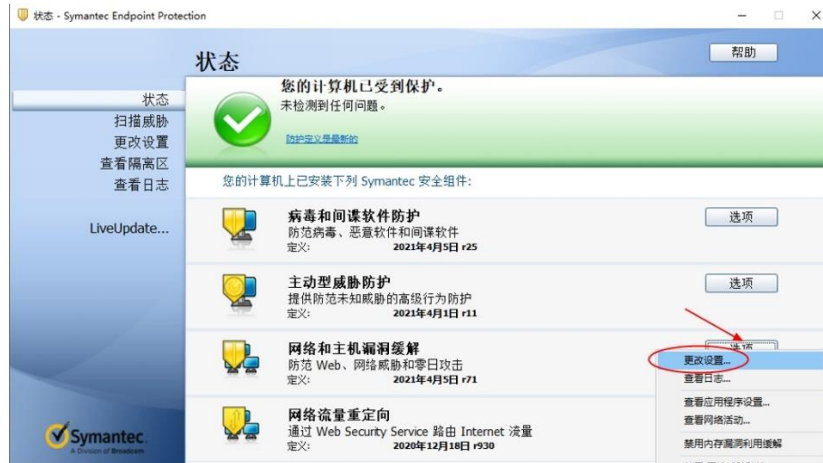 状态 - Symantec Endpoint Protection
状态
帮助
状态
扫描威胁
更改设置
查看隔离区
查看日志
LiveUpdate...
您的计算机已受到保护。
未检测到任何问题。
防护定义是最新的
您的计算机上已安装下列 Symantec 安全组件:
病毒和间谍软件防护
防范病毒、恶意软件和间谍软件
定义: 2021年4月5日 r25
选项
主动型威胁防护
提供防范未知威胁的高级行为防护
定义: 2021年4月1日 r11
选项
网络和主机漏洞缓解
防范 Web、网络威胁和零日攻击
定义: 2021年4月5日 r71
选项
更改设置...
查看日志...
查看应用程序设置...
查看网络活动...
禁用内存漏洞利用缓解
网络流量重定向
通过 Web Security Service 路由 Internet 流量
定义: 2020年12月18日 r930
Symantec.
A Division of Broadcom